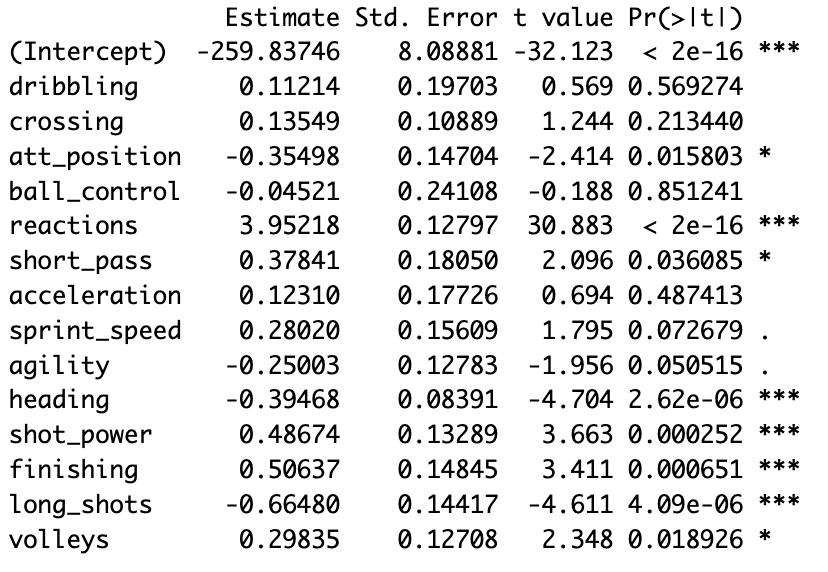 Estimate Std. Error t value Pr(>|t|)
(Intercept) -259.83746 8.08881 -32.123 < 2e-16 ***
dribbling 0.11214 0.19703 0.569 0.569274
crossing 0.13549 0.10889 1.244 0.213440
att_position -0.35498 0.14704 -2.414 0.015803 *
ball_control -0.04521 0.24108 -0.188 0.851241
reactions 3.95218 0.12797 30.883 < 2e-16 ***
short_pass 0.37841 0.18050 2.096 0.036085 *
acceleration 0.12310 0.17726 0.694 0.487413
sprint_speed 0.28020 0.15609 1.795 0.072679 .
agility -0.25003 0.12783 -1.956 0.050515 .
heading -0.39468 0.08391 -4.704 2.62e-06 ***
shot_power 0.48674 0.13289 3.663 0.000252 ***
finishing 0.50637 0.14845 3.411 0.000651 ***
long_shots -0.66480 0.14417 -4.611 4.09e-06 ***
volleys 0.29835 0.12708 2.348 0.018926 *